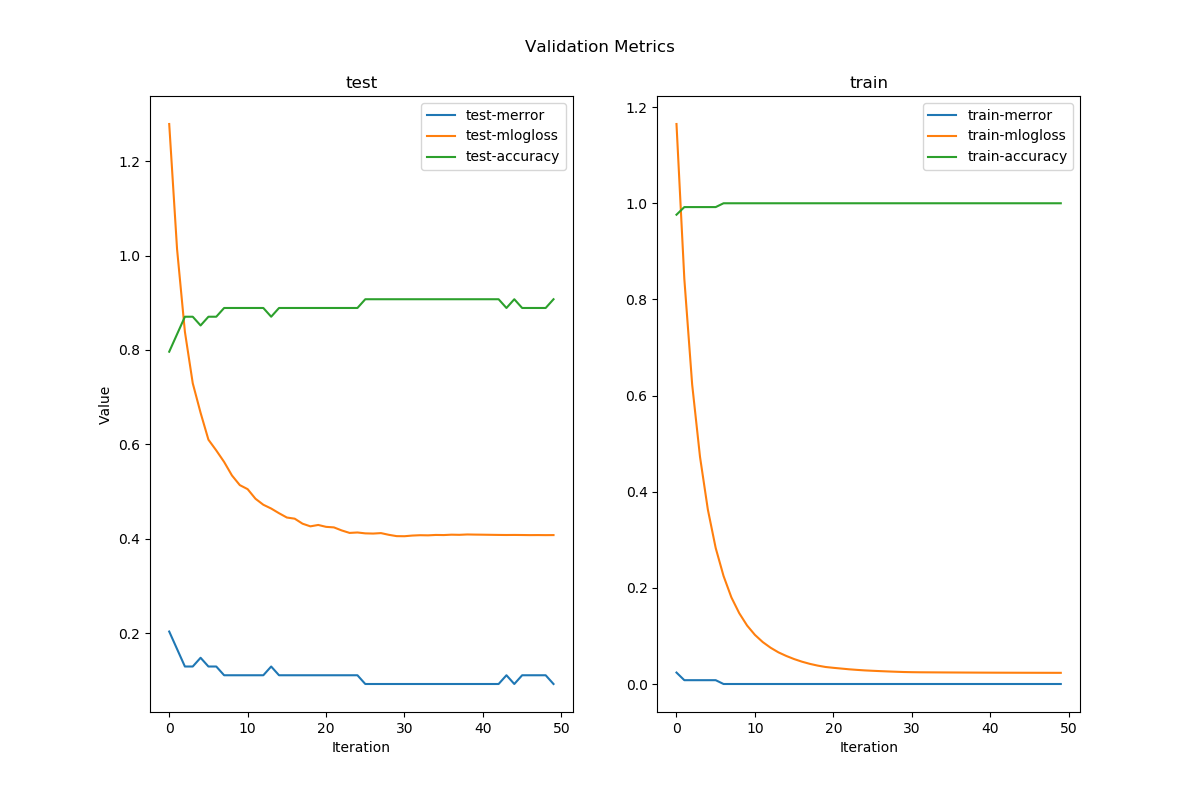 Validation Metrics
test
test-merror
test-mlogloss
test-accuracy
1.2
1.0
0.8
0.6
0.4
0.2
Value
0 10 20 30 40 50
Iteration
train
train-merror
train-mlogloss
train-accuracy
1.2
1.0
0.8
0.6
0.4
0.2
0.0
0 10 20 30 40 50
Iteration